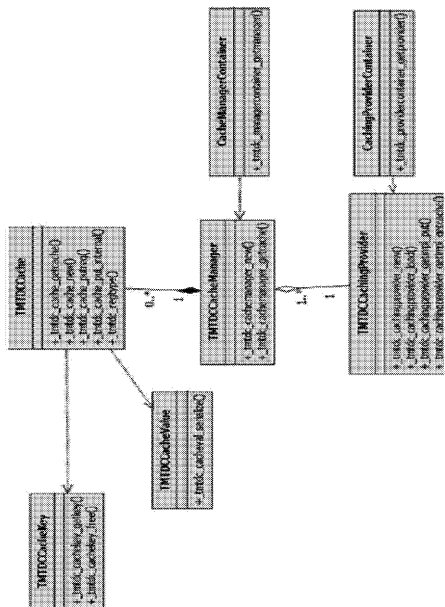 CacheManagerContainer
+_tmtdc_managercontainer_getmanager()
CachingProviderContainer
+_tmtdc_providercontainer_getprovider()
TMTDCCache
+_tmtdc_cache_getcache()
+_tmtdc_cache_new()
+_tmtdc_cache_putreq()
+_tmtdc_cache_put_internal()
TMTDCCacheManager
+_tmtdc_cachemanager_new()
+_tmtdc_cachemanager_getcache()
0..*
1
1..*
1
TMTDCCachingProvider
+_tmtdc_cachingprovider_new()
+_tmtdc_cachingprovider_load()
TMTDCCacheValue
+_tmtdc_cacheval_serialize()
TMTDCCacheKey
+_tmtdc_cachekey_getkey()
+_tmtdc_cachekey_free()